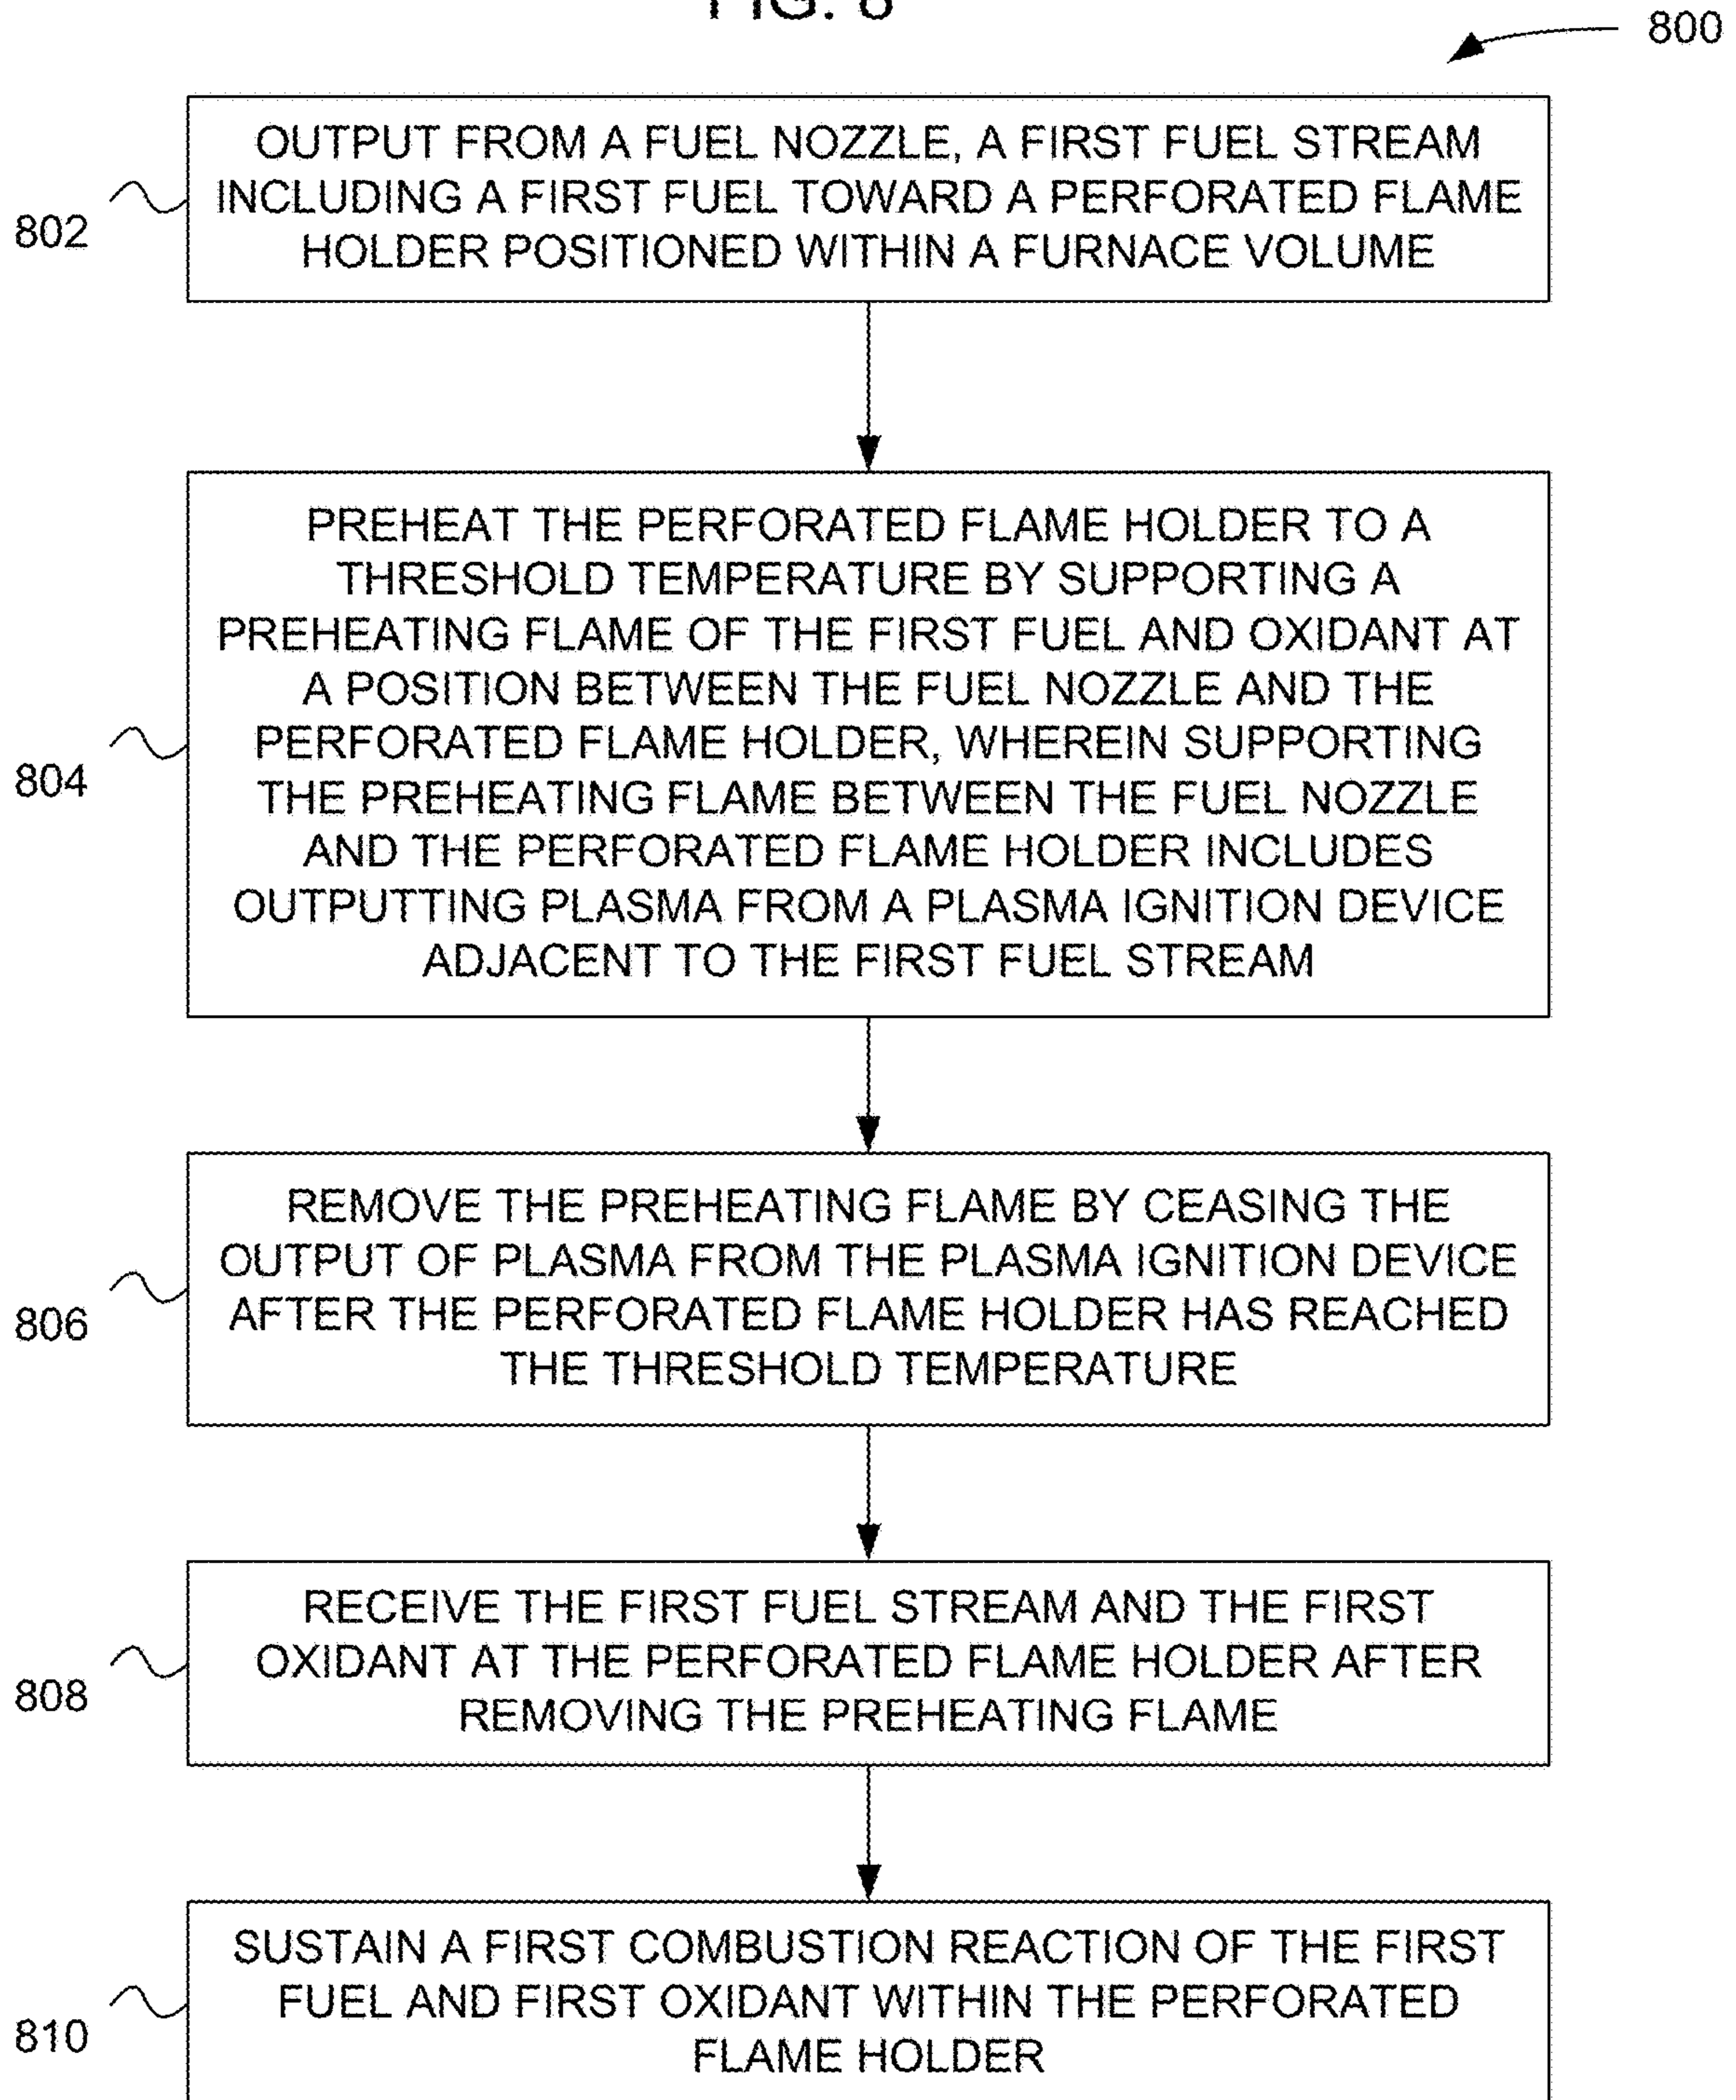 FIG. 8
800
OUTPUT FROM A FUEL NOZZLE, A FIRST FUEL STREAM
INCLUDING A FIRST FUEL TOWARD A PERFORATED FLAME
HOLDER POSITIONED WITHIN A FURNACE VOLUME
802
PREHEAT THE PERFORATED FLAME HOLDER TO A
THRESHOLD TEMPERATURE BY SUPPORTING A
PREHEATING FLAME OF THE FIRST FUEL AND OXIDANT AT
A POSITION BETWEEN THE FUEL NOZZLE AND THE
PERFORATED FLAME HOLDER, WHEREIN SUPPORTING
THE PREHEATING FLAME BETWEEN THE FUEL NOZZLE
AND THE PERFORATED FLAME HOLDER INCLUDES
OUTPUTTING PLASMA FROM A PLASMA IGNITION DEVICE
ADJACENT TO THE FIRST FUEL STREAM
804
REMOVE THE PREHEATING FLAME BY CEASING THE
OUTPUT OF PLASMA FROM THE PLASMA IGNITION DEVICE
AFTER THE PERFORATED FLAME HOLDER HAS REACHED
THE THRESHOLD TEMPERATURE
806
RECEIVE THE FIRST FUEL STREAM AND THE FIRST
OXIDANT AT THE PERFORATED FLAME HOLDER AFTER
REMOVING THE PREHEATING FLAME
808
SUSTAIN A FIRST COMBUSTION REACTION OF THE FIRST
FUEL AND FIRST OXIDANT WITHIN THE PERFORATED
FLAME HOLDER
810